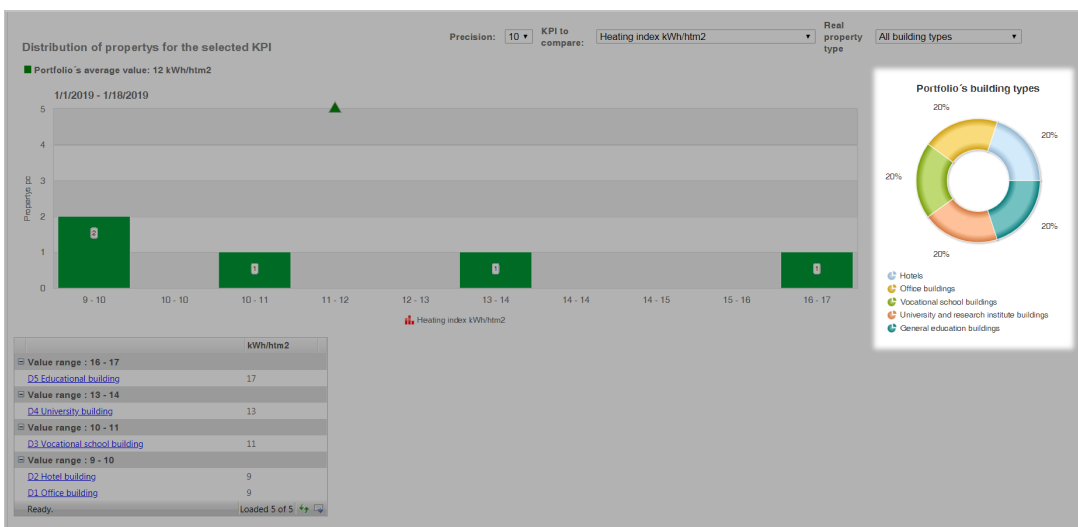 Distribution of propertys for the selected KPI
Precision: 10
KPI to compare: Heating index kWh/htm2
Real property type All building types
Portfolio´s average value: 12 kWh/htm2
1/1/2019 - 1/18/2019
Propertys pc
5
4
3
2
1
0
2
1
1
1
9 - 10 10 - 10 10 - 11 11 - 12 12 - 13 13 - 14 14 - 14 14 - 15 15 - 16 16 - 17
Heating index kWh/htm2
Portfolio´s building types
20%
20%
20%
20%
20%
Hotels
Office buildings
Vocational school buildings
University and research institute buildings
General education buildings
kWh/htm2
Value range : 16 - 17
D5 Educational building 17
Value range : 13 - 14
D4 University building 13
Value range : 10 - 11
D3 Vocational school building 11
Value range : 9 - 10
D2 Hotel building 9
D1 Office building 9
Ready. Loaded 5 of 5